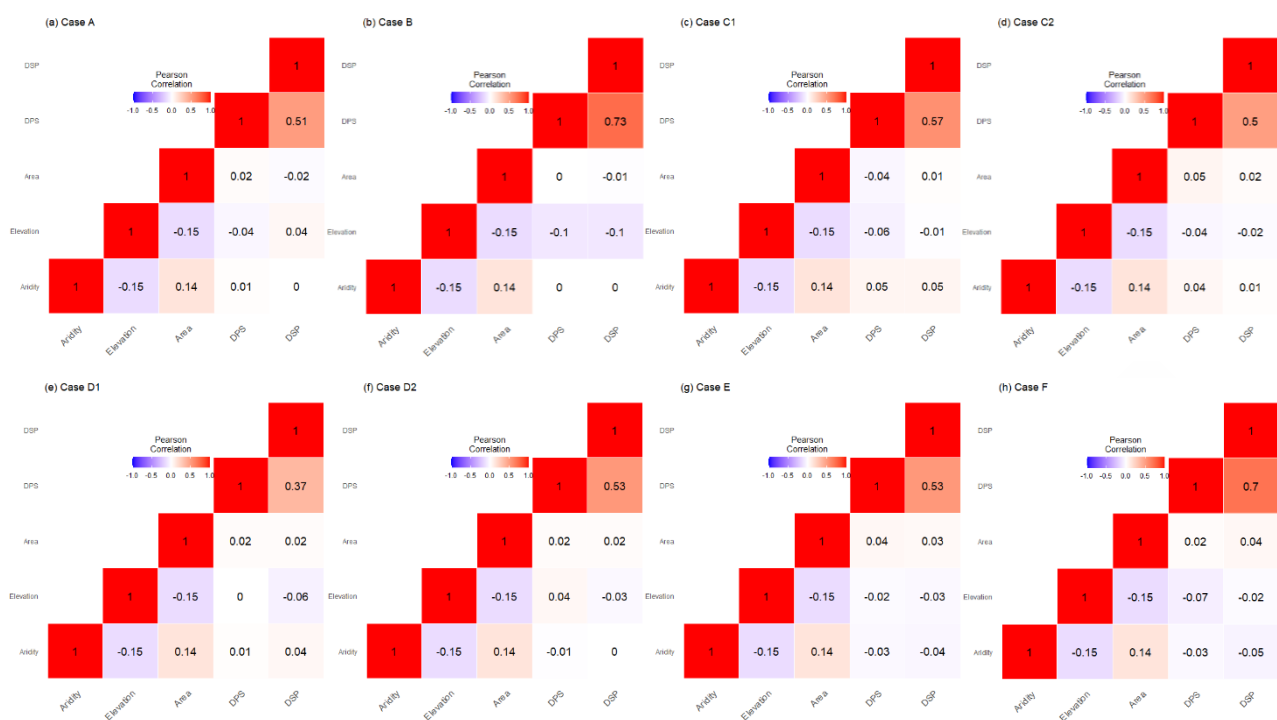 (a) Case A
DSP
1
Pearson
Correlation
-1.0 -0.5 0.0 0.5 1.0
DPS
1 0.51
Area
1 0.02 -0.02
Elevation
1 -0.15 -0.04 0.04
Aridity
1 -0.15 0.14 0.01 0
Aridity Elevation Area DPS DSP
(b) Case B
DSP
1
Pearson
Correlation
-1.0 -0.5 0.0 0.5 1.0
DPS
1 0.73
Area
1 0 -0.01
Elevation
1 -0.15 -0.1 -0.1
Aridity
1 -0.15 0.14 0 0
Aridity Elevation Area DPS DSP
(c) Case C1
DSP
1
Pearson
Correlation
-1.0 -0.5 0.0 0.5 1.0
DPS
1 0.57
Area
1 -0.04 0.01
Elevation
1 -0.15 -0.06 -0.01
Aridity
1 -0.15 0.14 0.05 0.05
Aridity Elevation Area DPS DSP
(d) Case C2
DSP
1
Pearson
Correlation
-1.0 -0.5 0.0 0.5 1.0
DPS
1 0.5
Area
1 0.05 0.02
Elevation
1 -0.15 -0.04 -0.02
Aridity
1 -0.15 0.14 0.04 0.01
Aridity Elevation Area DPS DSP
(e) Case D1
DSP
1
Pearson
Correlation
-1.0 -0.5 0.0 0.5 1.0
DPS
1 0.37
Area
1 0.02 0.02
Elevation
1 -0.15 0 -0.06
Aridity
1 -0.15 0.14 0.01 0.04
Aridity Elevation Area DPS DSP
(f) Case D2
DSP
1
Pearson
Correlation
-1.0 -0.5 0.0 0.5 1.0
DPS
1 0.53
Area
1 0.02 0.02
Elevation
1 -0.15 0.04 -0.03
Aridity
1 -0.15 0.14 -0.01 0
Aridity Elevation Area DPS DSP
(g) Case E
DSP
1
Pearson
Correlation
-1.0 -0.5 0.0 0.5 1.0
DPS
1 0.53
Area
1 0.04 0.03
Elevation
1 -0.15 -0.02 -0.03
Aridity
1 -0.15 0.14 -0.03 -0.04
Aridity Elevation Area DPS DSP
(h) Case F
DSP
1
Pearson
Correlation
-1.0 -0.5 0.0 0.5 1.0
DPS
1 0.7
Area
1 0.02 0.04
Elevation
1 -0.15 -0.07 -0.02
Aridity
1 -0.15 0.14 -0.03 -0.05
Aridity Elevation Area DPS DSP